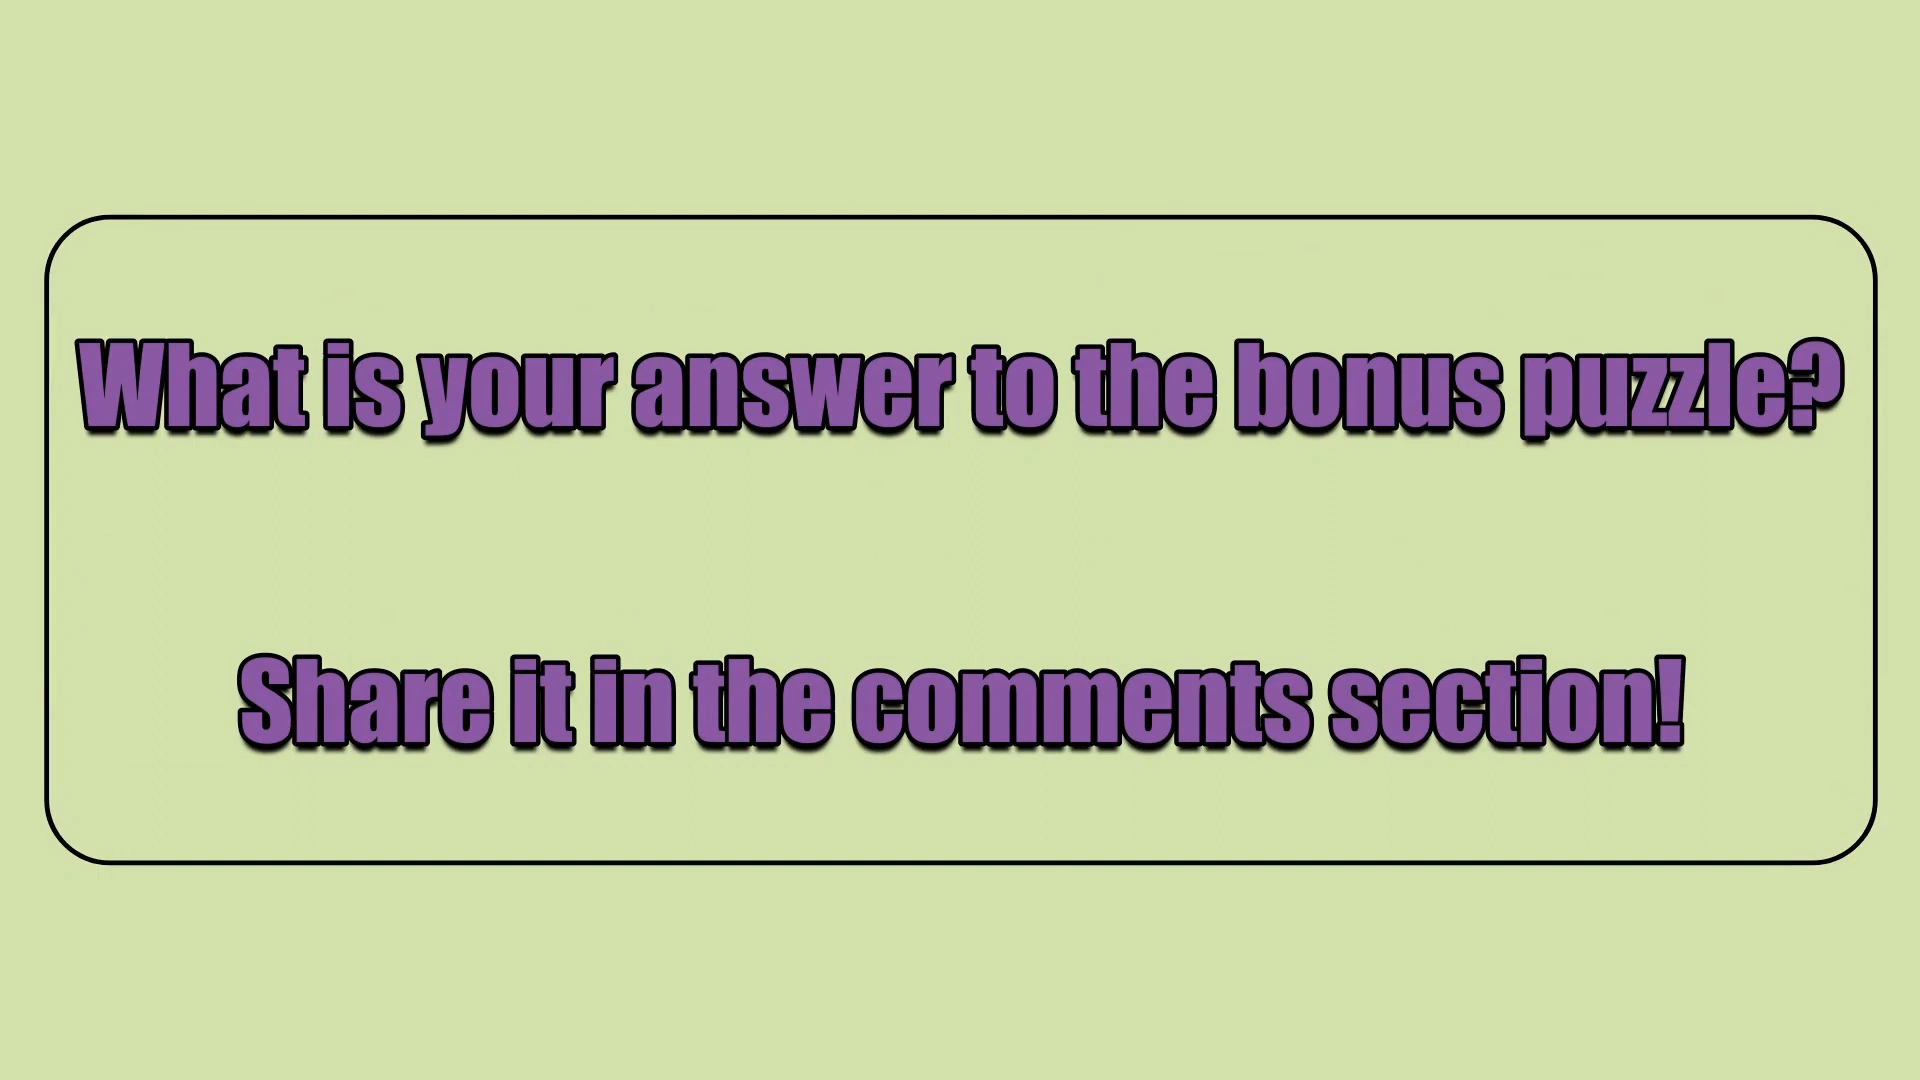 What is your answer to the bonus puzzle?
Share it in the comments section!